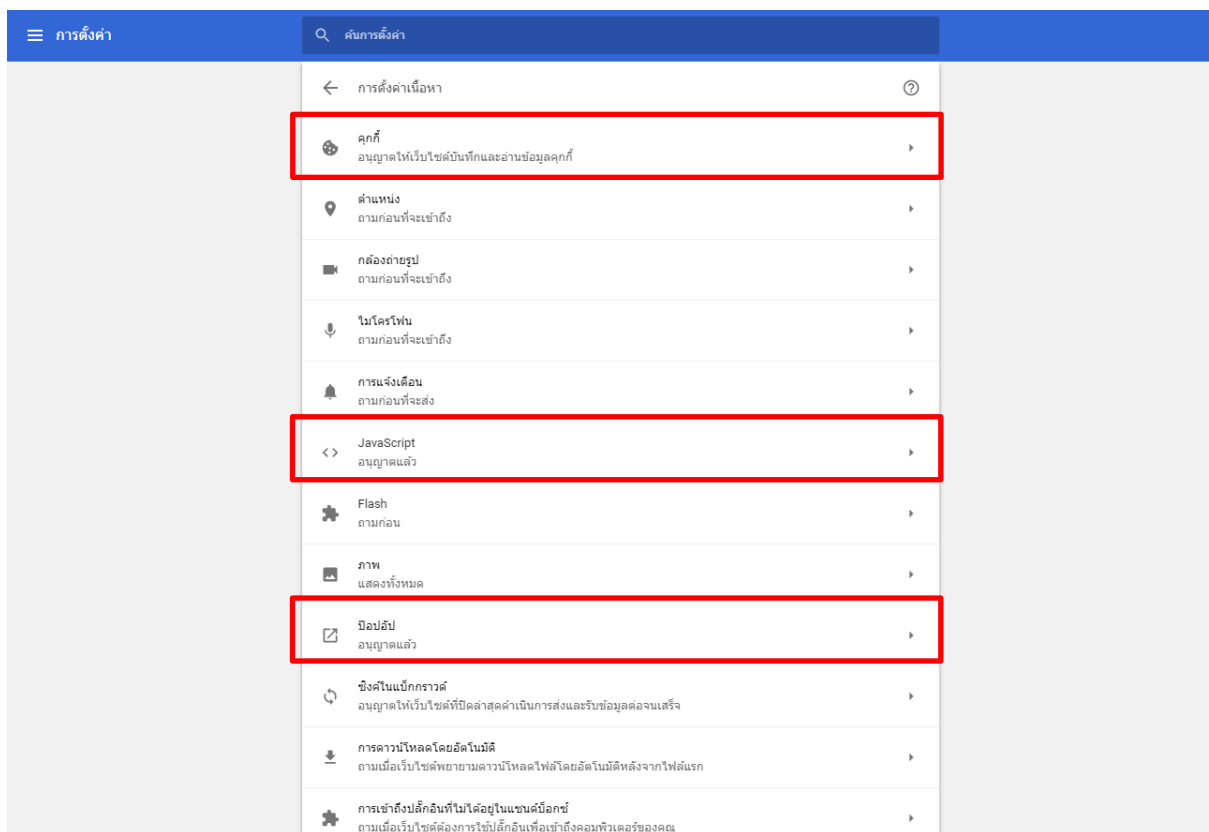 การตั้งค่า
ค้นการตั้งค่า
การตั้งค่าเนื้อหา
คุกกี้
อนุญาตให้เว็บไซต์บันทึกและอ่านข้อมูลคุกกี้
ตำแหน่ง
ถามก่อนที่จะเข้าถึง
กล้องถ่ายรูป
ถามก่อนที่จะเข้าถึง
ไมโครโฟน
ถามก่อนที่จะเข้าถึง
การแจ้งเตือน
ถามก่อนที่จะส่ง
JavaScript
อนุญาตแล้ว
Flash
ถามก่อน
ภาพ
แสดงทั้งหมด
ป๊อปอัป
อนุญาตแล้ว
ซิงค์ในแบ็กกราวด์
อนุญาตให้เว็บไซต์ที่ปิดล่าสุดดำเนินการส่งและรับข้อมูลต่อจนเสร็จ
การดาวน์โหลดโดยอัตโนมัติ
ถามเมื่อเว็บไซต์พยายามดาวน์โหลดไฟล์โดยอัตโนมัติหลังจากไฟล์แรก
การเข้าถึงปลั๊กอินที่ไม่ได้อยู่ในแซนด์บ็อกซ์
ถามเมื่อเว็บไซต์ต้องการใช้ปลั๊กอินเพื่อเข้าถึงคอมพิวเตอร์ของคุณ